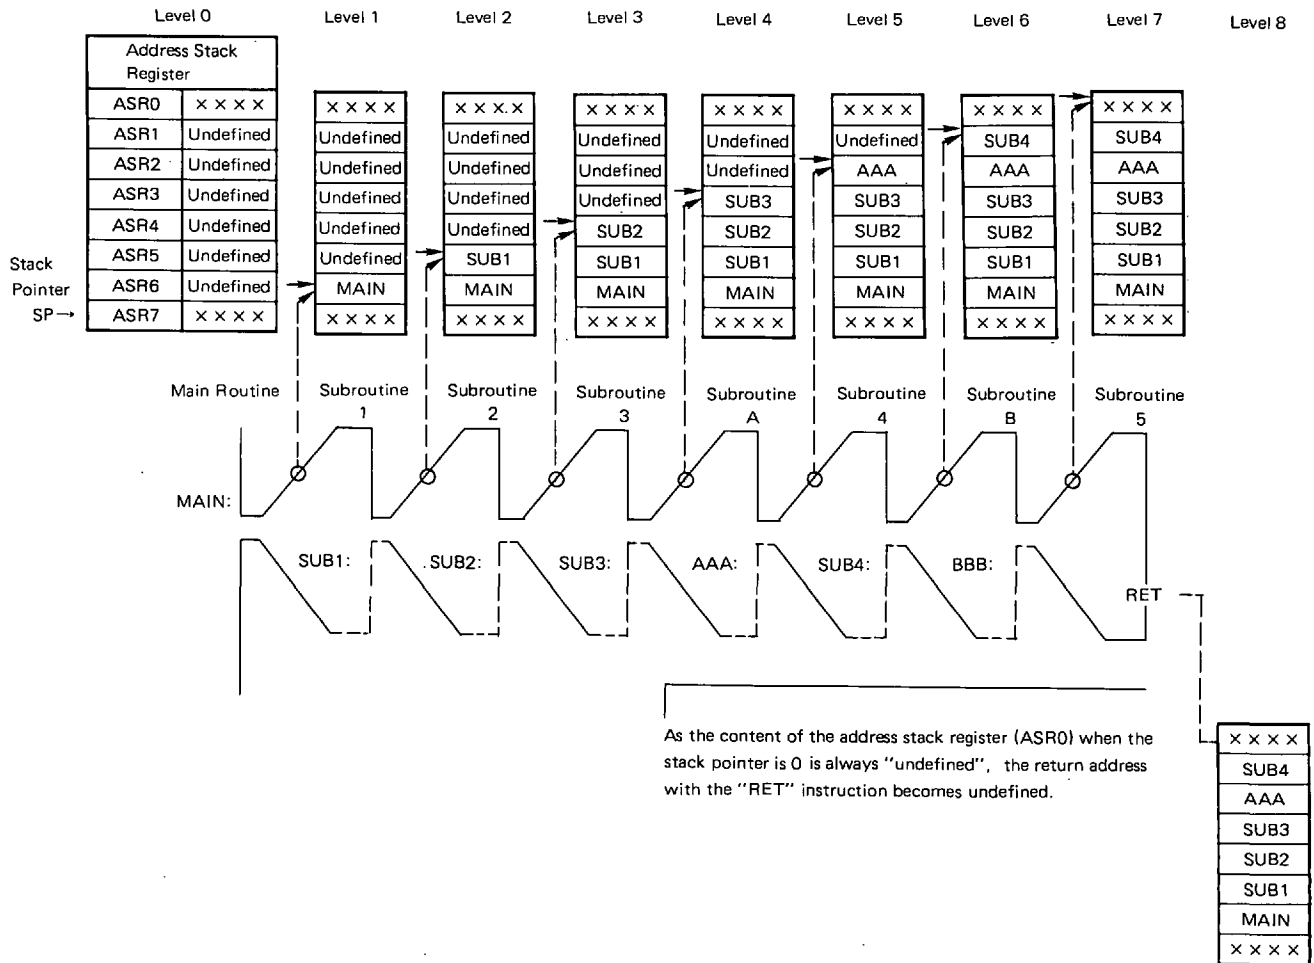 Level 0 Level 1 Level 2 Level 3 Level 4 Level 5 Level 6 Level 7 Level 8
Address Stack
Register
ASR0 ×××× ×××× ×××.× ×××× ×××× ×××× ×××× ××××
ASR1 Undefined Undefined Undefined Undefined Undefined Undefined SUB4 SUB4
ASR2 Undefined Undefined Undefined Undefined Undefined AAA AAA AAA
ASR3 Undefined Undefined Undefined Undefined SUB3 SUB3 SUB3 SUB3
ASR4 Undefined Undefined Undefined SUB2 SUB2 SUB2 SUB2 SUB2
ASR5 Undefined Undefined SUB1 SUB1 SUB1 SUB1 SUB1 SUB1
ASR6 Undefined MAIN MAIN MAIN MAIN MAIN MAIN MAIN
ASR7 ×××× ×××× ×××× ×××× ×××× ×××× ×××× ××××
Stack
Pointer
SP→
Main Routine Subroutine Subroutine Subroutine Subroutine Subroutine Subroutine Subroutine
1 2 3 A 4 B 5
MAIN:
SUB1: SUB2: SUB3: AAA: SUB4: BBB:
RET
As the content of the address stack register (ASR0) when the
stack pointer is 0 is always "undefined", the return address
with the "RET" instruction becomes undefined.
××××
SUB4
AAA
SUB3
SUB2
SUB1
MAIN
××××